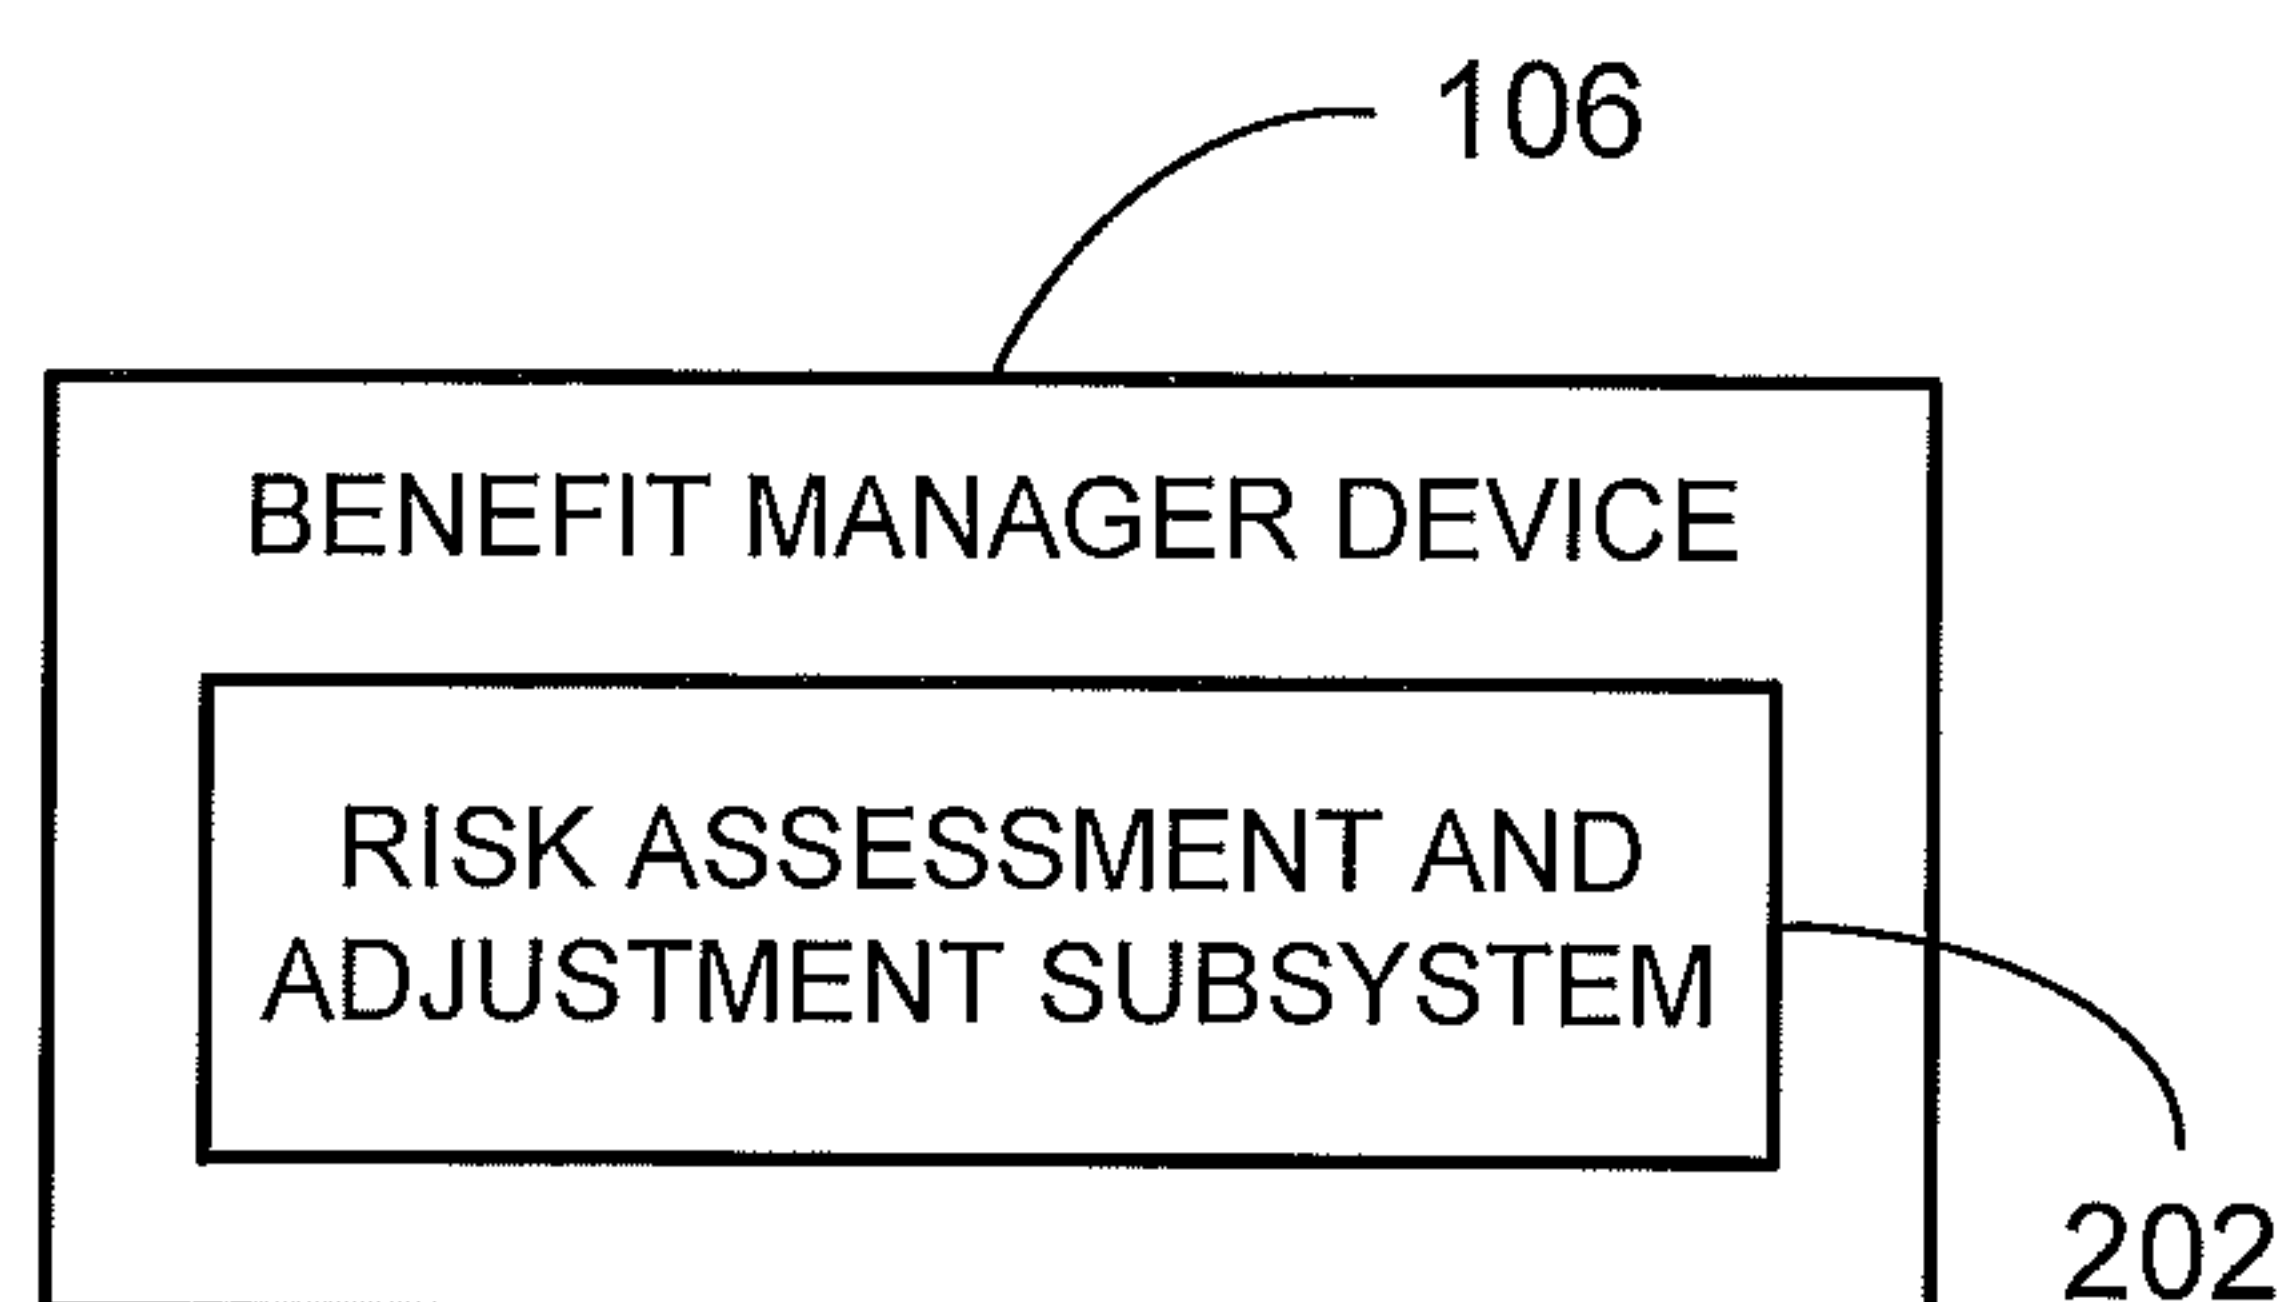 106
BENEFIT MANAGER DEVICE
RISK ASSESSMENT AND
ADJUSTMENT SUBSYSTEM
202